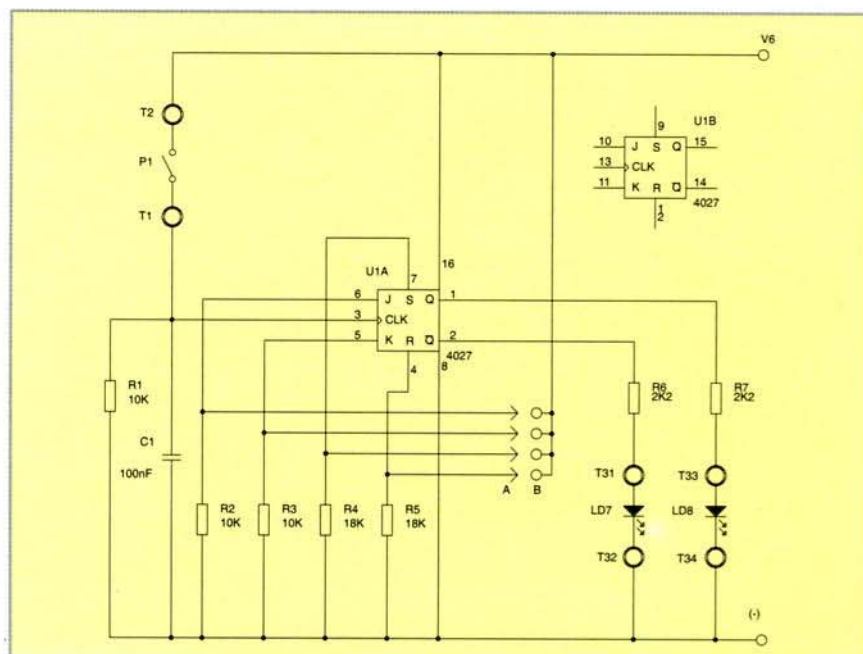 V6
T2
P1
T1
9
U1B
10 J S Q 15
13 CLK
11 K R Q̅ 14
4027
1
2
U1A
7
16
6 J S Q 1
3 CLK
5 K R Q̅ 2
4027
4
8
R1
10K
C1
100nF
R6
2K2
R7
2K2
A B
R2
10K
R3
10K
R4
18K
R5
18K
T31
T33
LD7
LD8
T32
T34
(-)